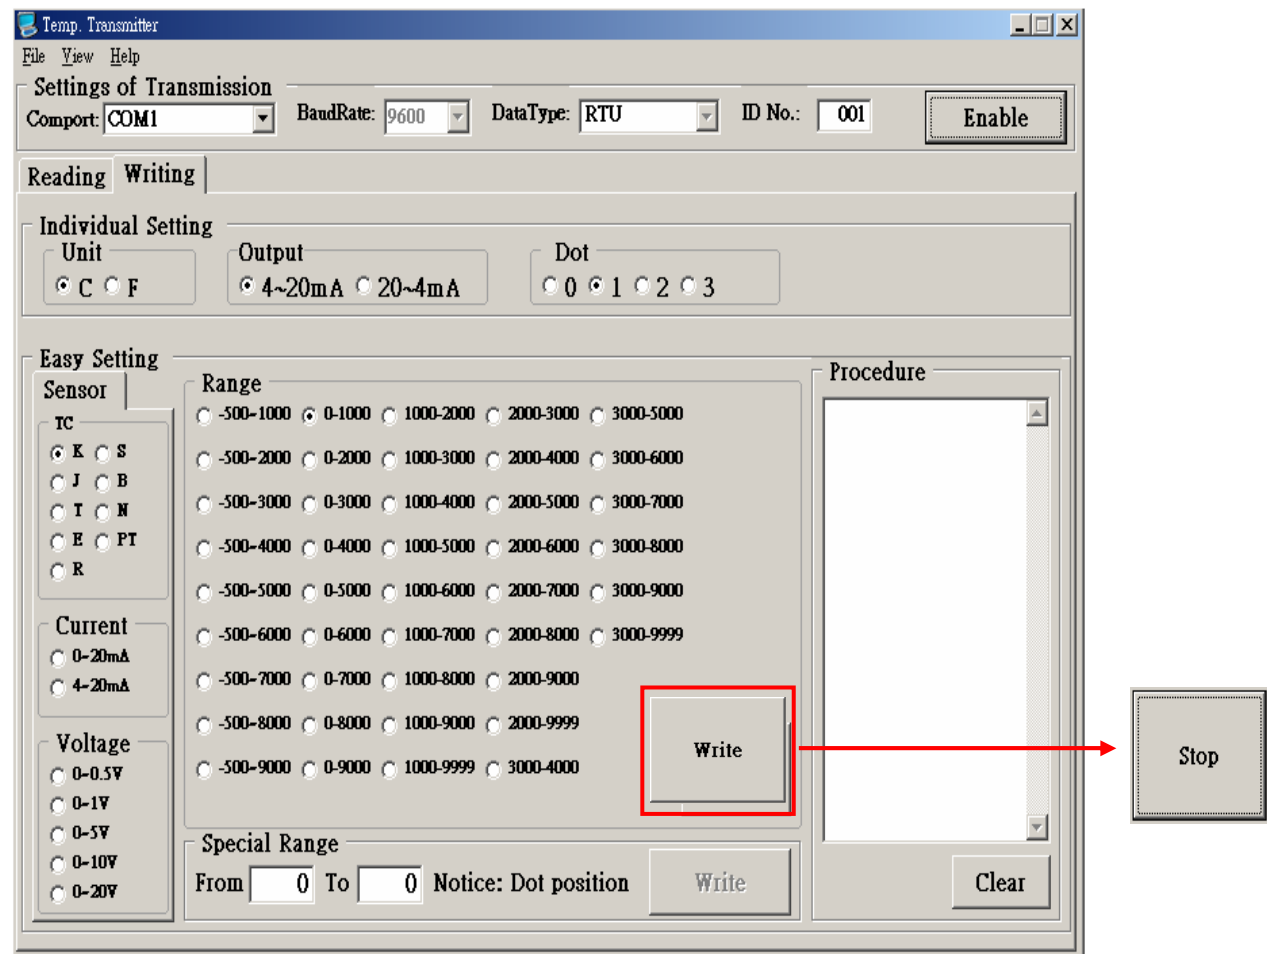 Temp. Transmitter
File View Help
Settings of Transmission
Comport: COM1 BaudRate: 9600 DataType: RTU ID No.: 001 Enable
Reading Writing
Individual Setting
Unit Output Dot
C F 4~20mA 20~4mA 0 1 2 3
Easy Setting
Sensor
TC
K S
J B
T N
E PT
R
Current
0~20mA
4~20mA
Voltage
0~0.5V
0~1V
0~5V
0~10V
0~20V
Range
-500~1000 0-1000 1000-2000 2000-3000 3000-5000
-500~2000 0-2000 1000-3000 2000-4000 3000-6000
-500~3000 0-3000 1000-4000 2000-5000 3000-7000
-500~4000 0-4000 1000-5000 2000-6000 3000-8000
-500~5000 0-5000 1000-6000 2000-7000 3000-9000
-500~6000 0-6000 1000-7000 2000-8000 3000-9999
-500~7000 0-7000 1000-8000 2000-9000
-500~8000 0-8000 1000-9000 2000-9999
-500~9000 0-9000 1000-9999 3000-4000
Write
Special Range
From 0 To 0 Notice: Dot position Write
Procedure
Clear
Stop